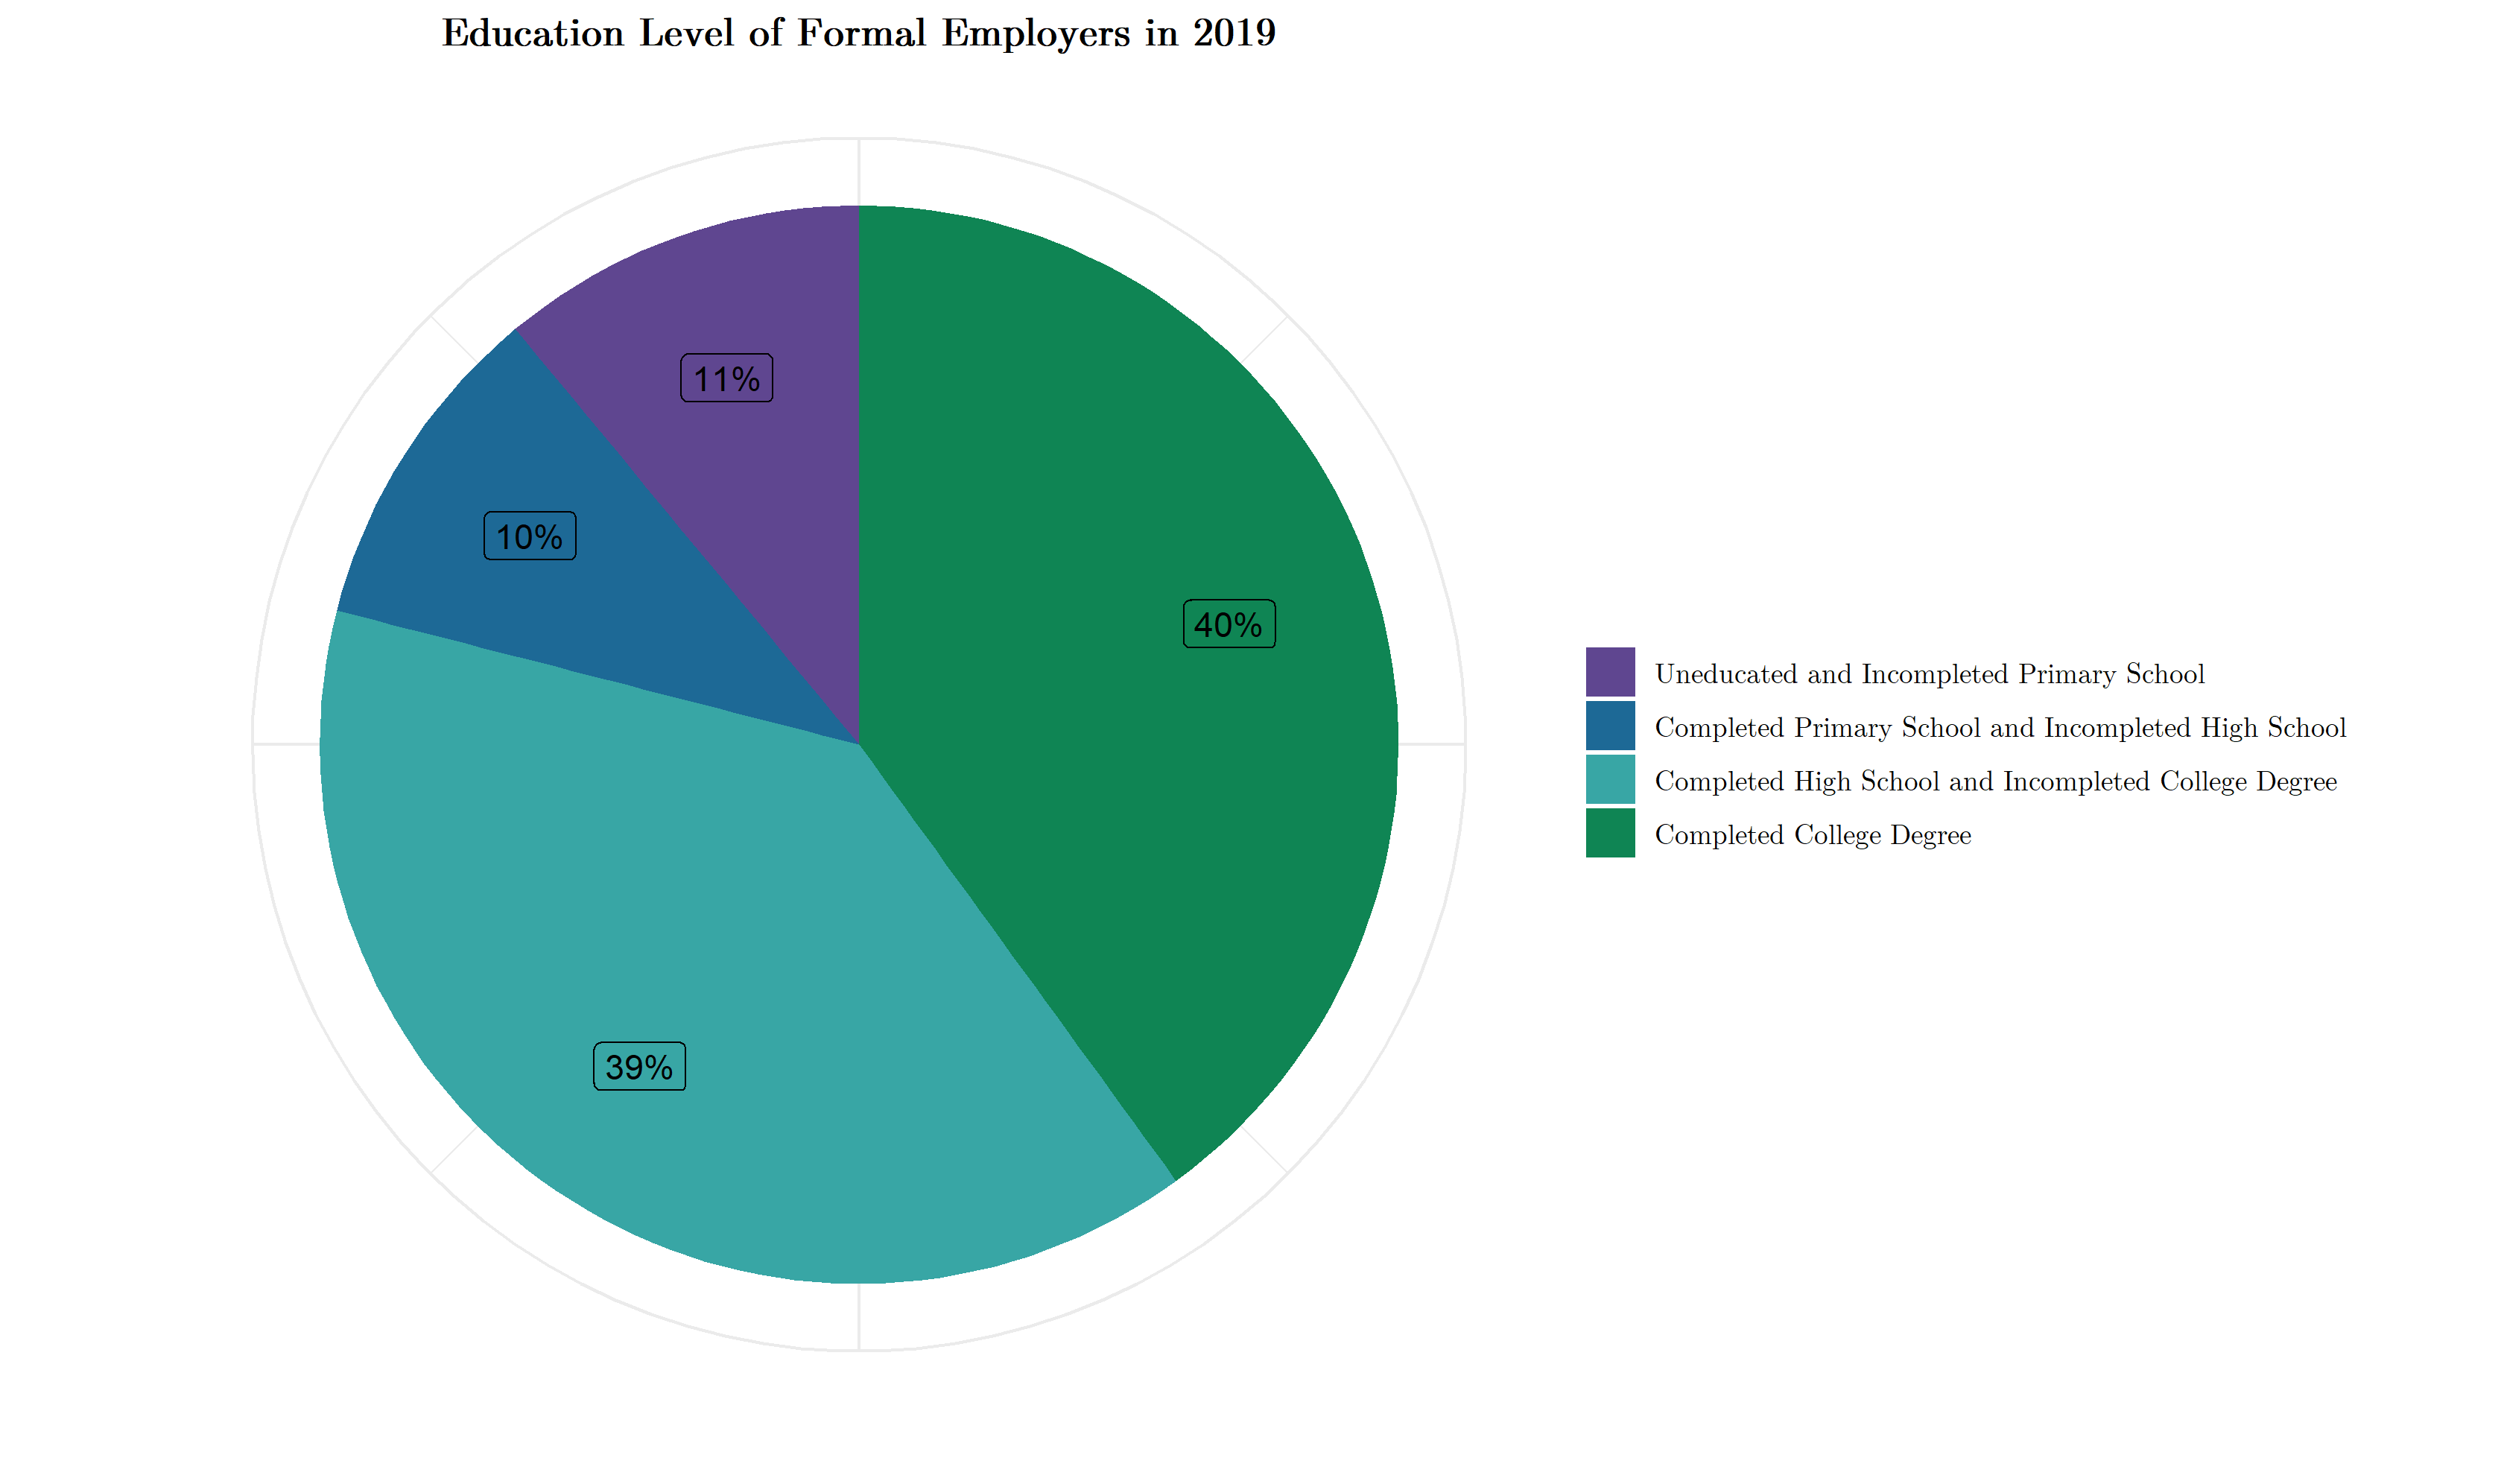 Education Level of Formal Employers in 2019
11%
10%
40%
39%
Uneducated and Incompleted Primary School
Completed Primary School and Incompleted High School
Completed High School and Incompleted College Degree
Completed College Degree